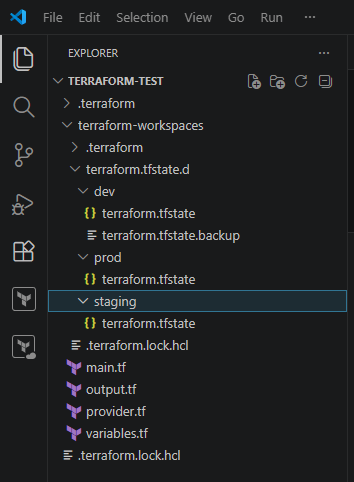 File Edit Selection View Go Run ...
EXPLORER ...
TERRAFORM-TEST
.terraform
terraform-workspaces
.terraform
terraform.tfstate.d
dev
{} terraform.tfstate
terraform.tfstate.backup
prod
{} terraform.tfstate
staging
{} terraform.tfstate
.terraform.lock.hcl
main.tf
output.tf
provider.tf
variables.tf
.terraform.lock.hcl